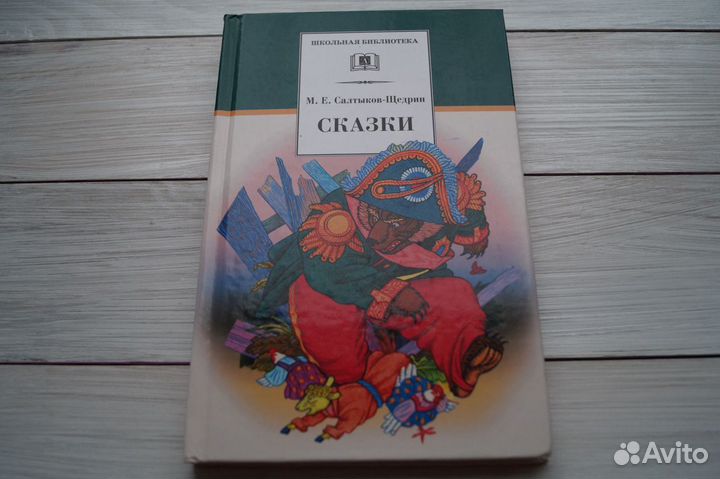 ШКОЛЬНАЯ БИБЛИОТЕКА
М. Е. Салтыков-Щедрин
СКАЗКИ
Avito